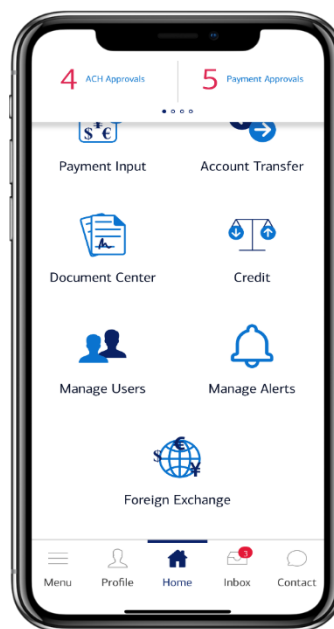 4 ACH Approvals
5 Payment Approvals
$ €
Payment Input
Account Transfer
Document Center
Credit
Manage Users
Manage Alerts
$ € ¥
Foreign Exchange
3
Menu
Profile
Home
Inbox
Contact